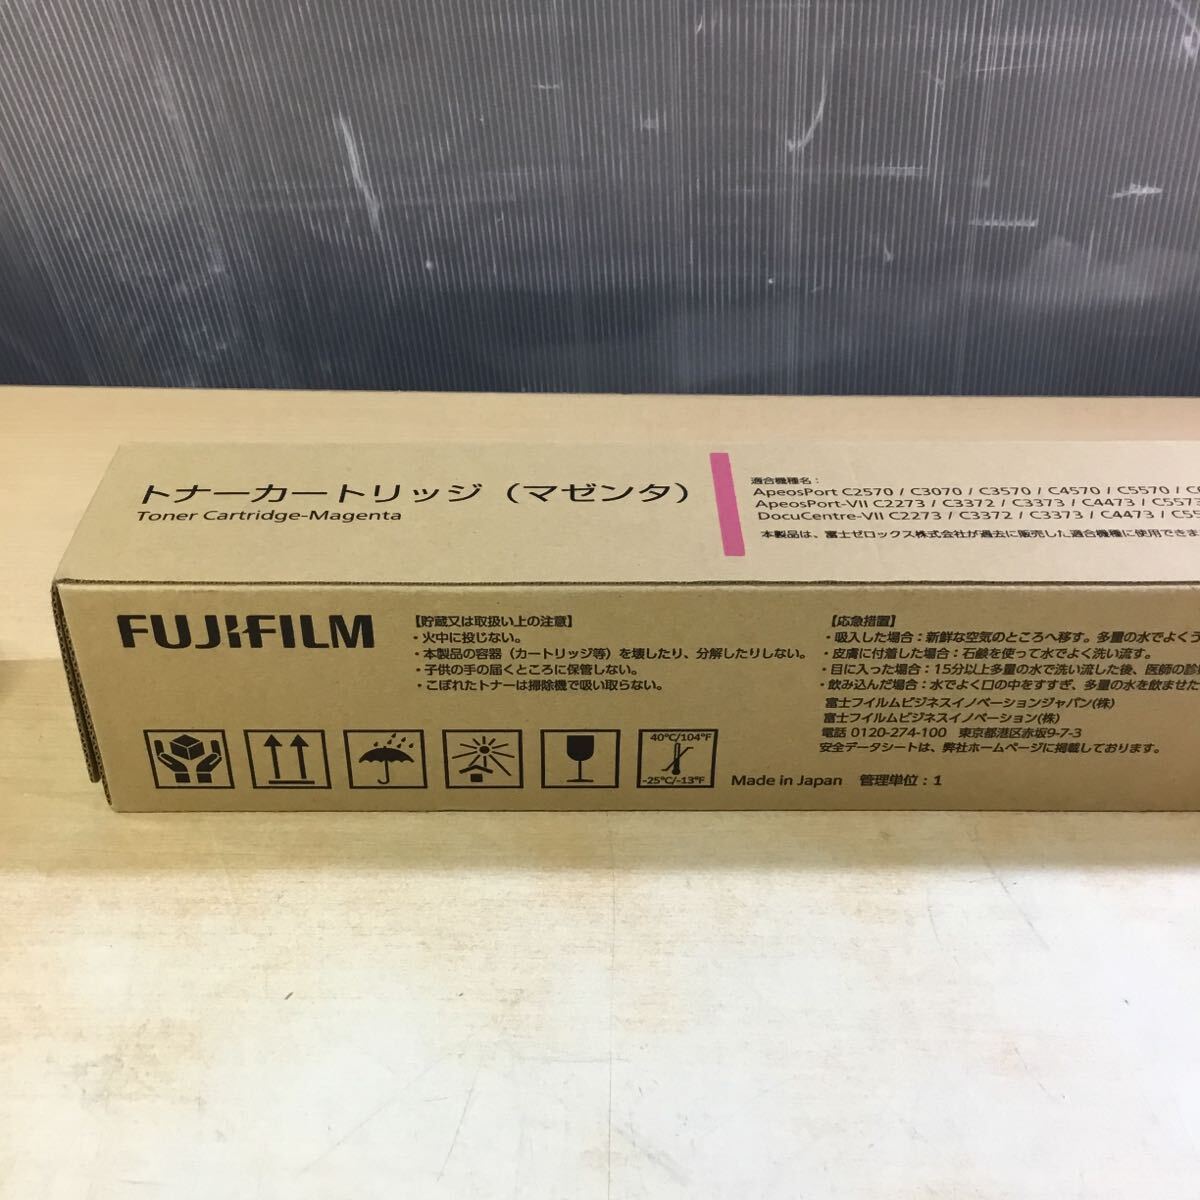 トナーカートリッジ（マゼンタ）
Toner Cartridge-Magenta
適合機種名：
ApeosPort C2570 / C3070 / C3570 / C4570 / C5570 /
ApeosPort-VII C2273 / C3372 / C3373 / C4473 / C5573
DocuCentre-VII C2273 / C3372 / C3373 / C4473 /
本製品は、富士ゼロックス株式会社が過去に販売した適合機種に使用できま
FUJIFILM
【貯蔵又は取扱い上の注意】
・火中に投じない。
・本製品の容器（カートリッジ等）を壊したり、分解したりしない。
・子供の手の届くところに保管しない。
・こぼれたトナーは掃除機で吸い取らない。
【応急措置】
・吸入した場合：新鮮な空気のところへ移す。多量の水でよくう
・皮膚に付着した場合：石鹸を使って水でよく洗い流す。
・目に入った場合：15分以上多量の水で洗い流した後、医師の診
・飲み込んだ場合：水でよく口の中をすすぎ、多量の水を飲ませた
富士フイルムビジネスイノベーションジャパン(株)
富士フイルムビジネスイノベーション(株)
電話 0120-274-100 東京都港区赤坂9-7-3
安全データシートは、弊社ホームページに掲載しております。
40°C/104°F
-25°C/-13°F
Made in Japan 管理単位：1